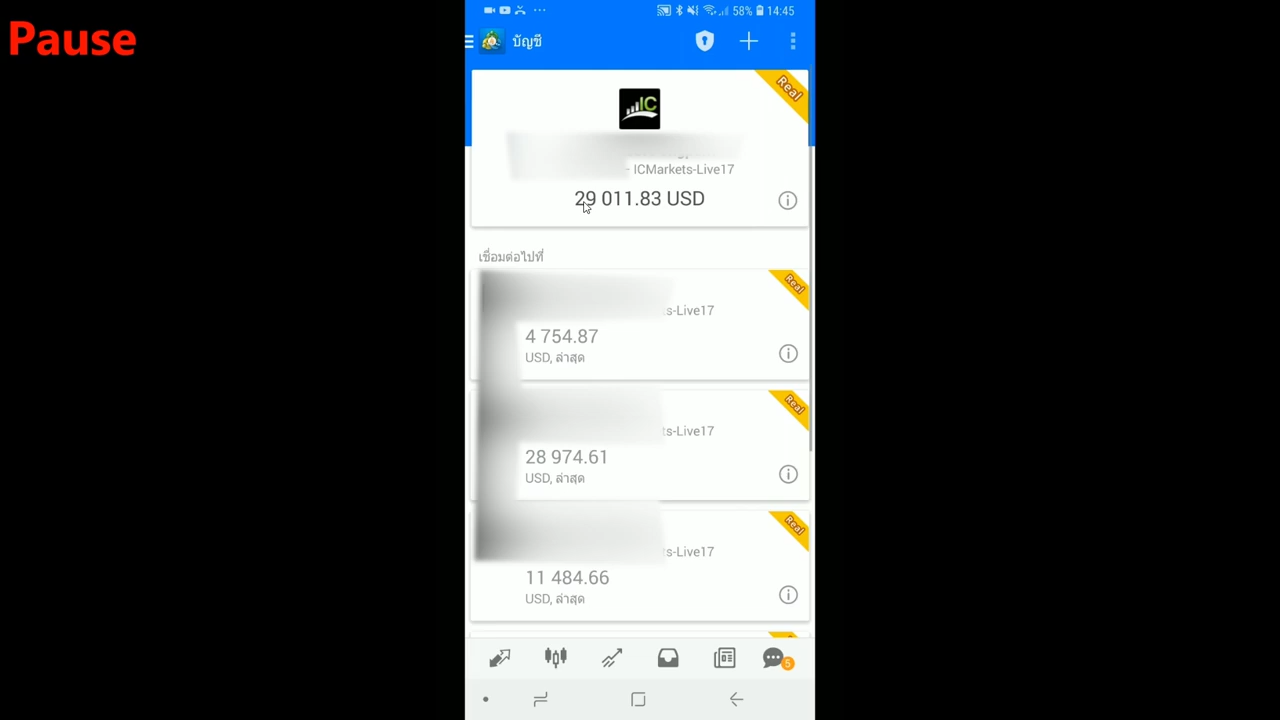 Pause
58% 14:45
บัญชี
Real
IC
- ICMarkets-Live17
29 011.83 USD
เชื่อมต่อไปที่
Real
s-Live17
4 754.87
USD, ล่าสุด
Real
ts-Live17
28 974.61
USD, ล่าสุด
Real
ts-Live17
11 484.66
USD, ล่าสุด
5